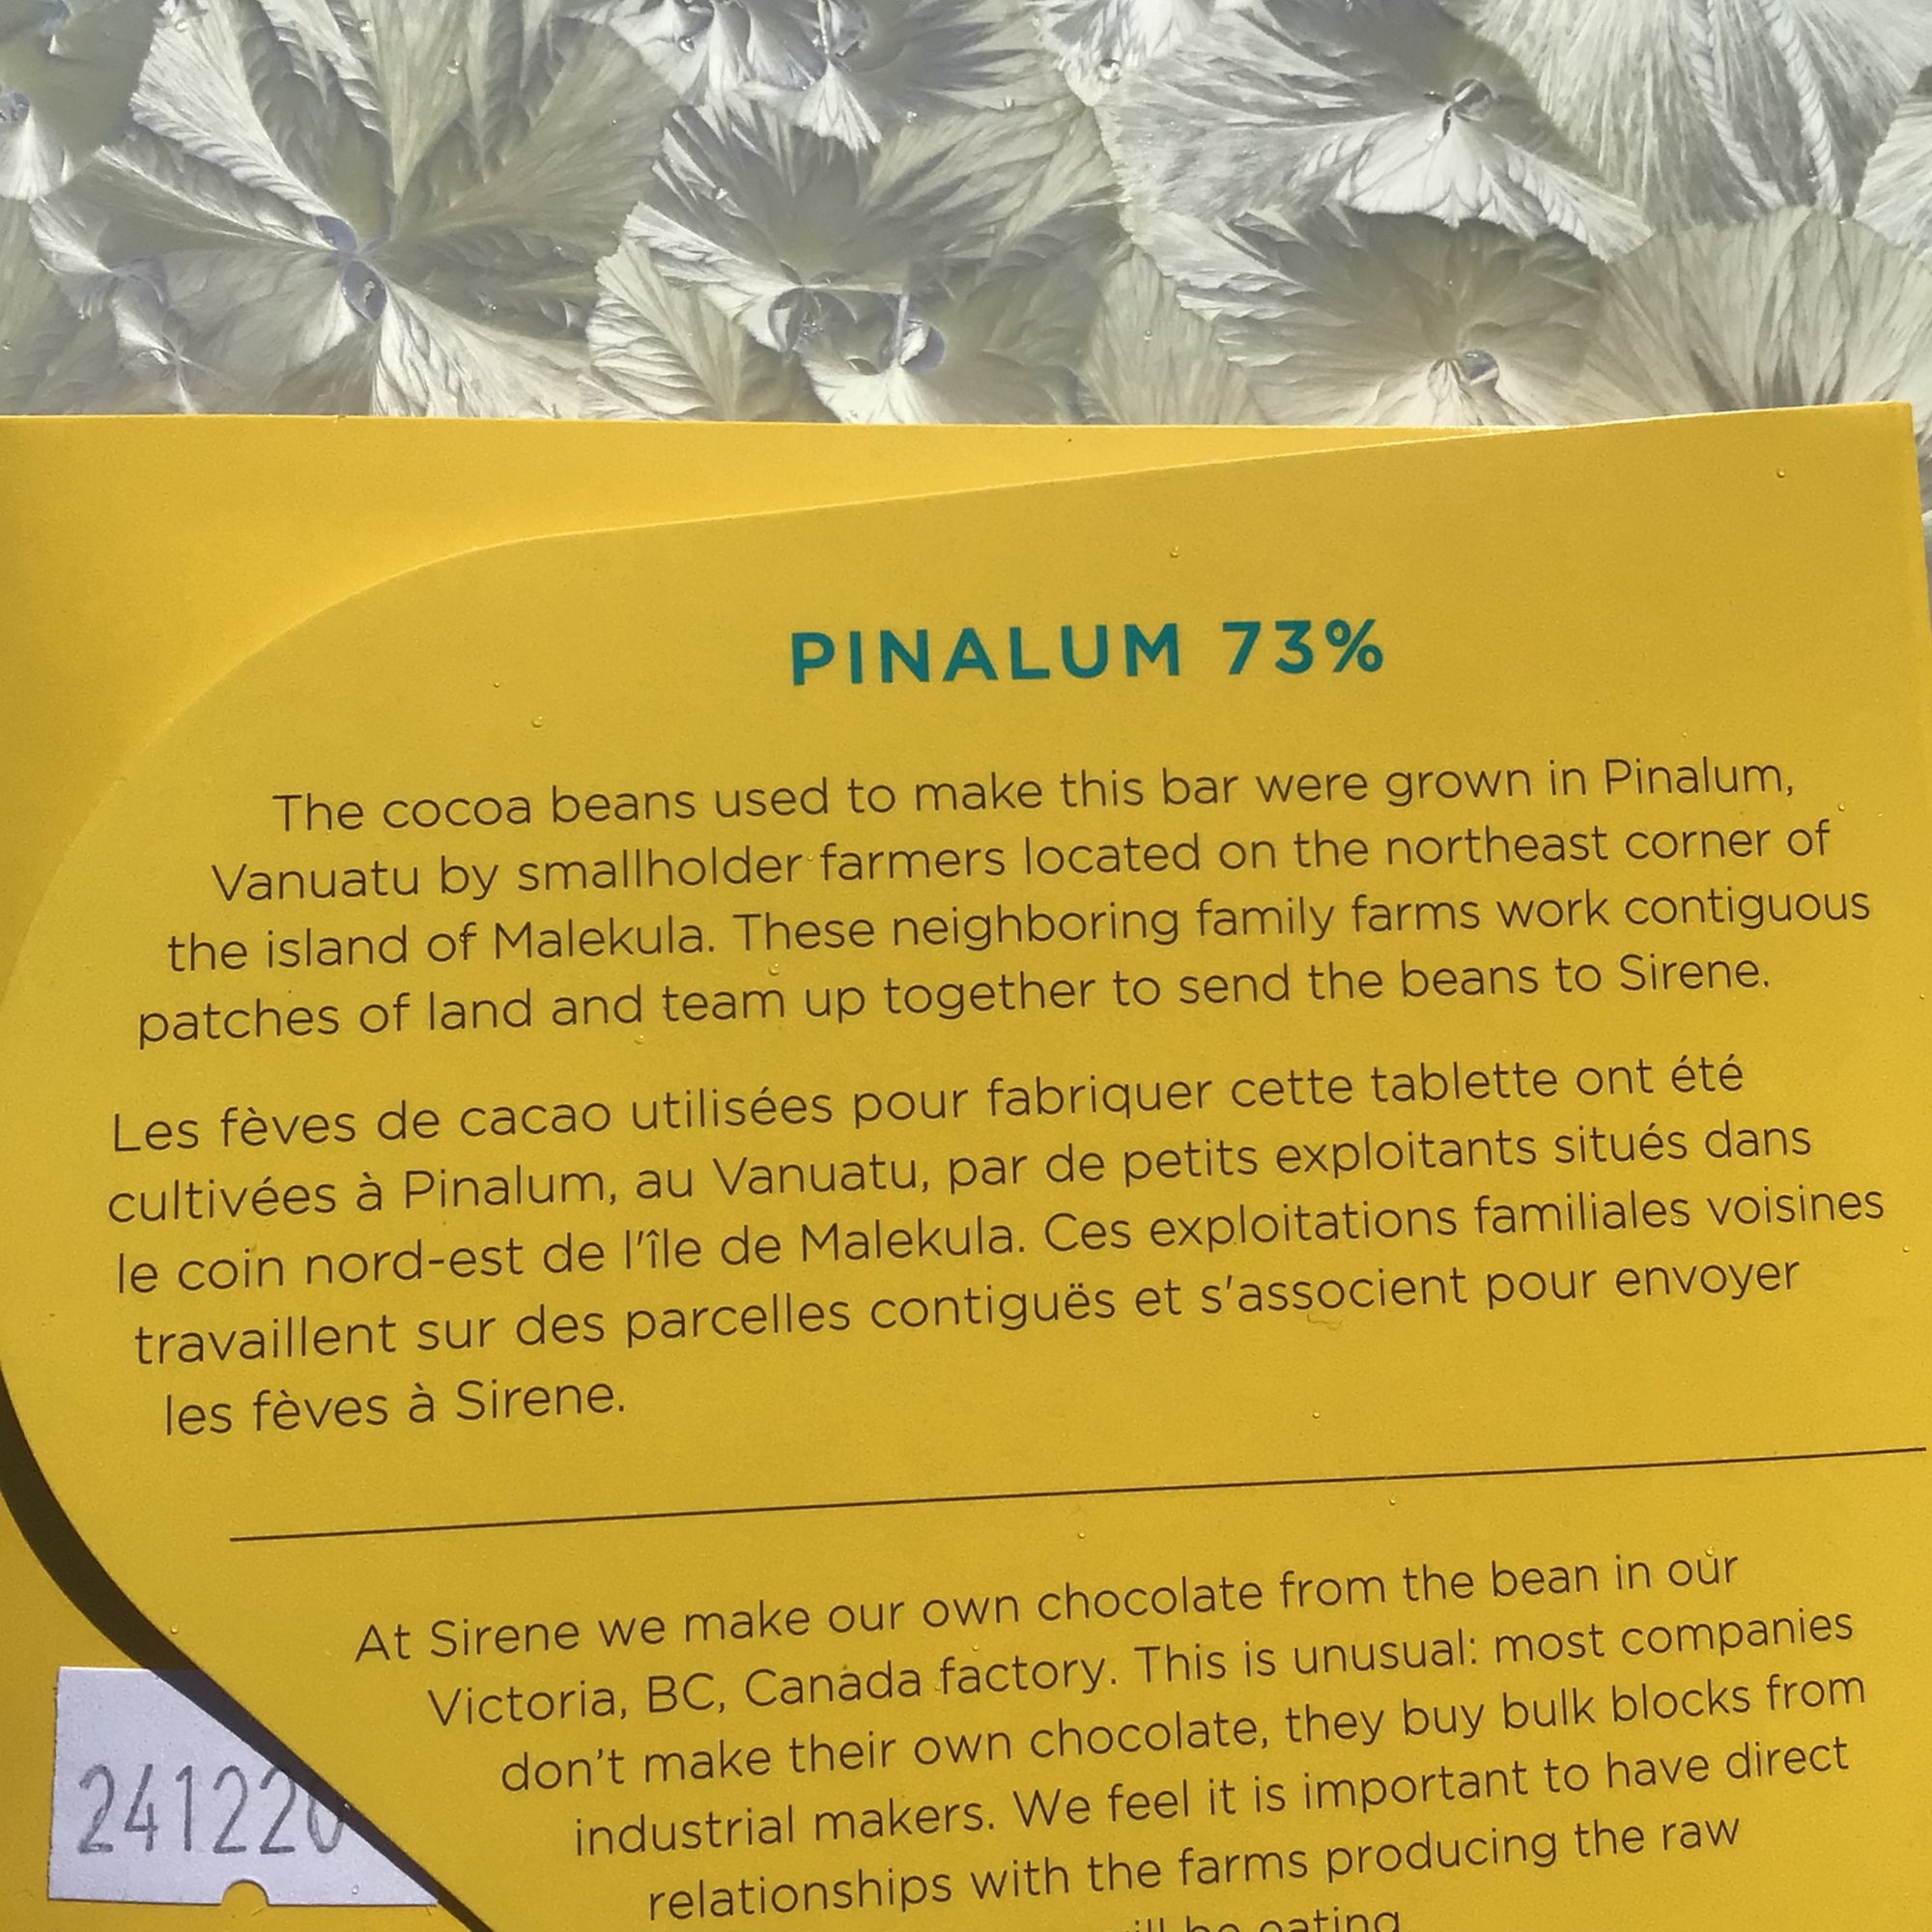 PINALUM 73%
The cocoa beans used to make this bar were grown in Pinalum,
Vanuatu by smallholder farmers located on the northeast corner of
the island of Malekula. These neighboring family farms work contiguous
patches of land and team up together to send the beans to Sirene.
Les fèves de cacao utilisées pour fabriquer cette tablette ont été
cultivées à Pinalum, au Vanuatu, par de petits exploitants situés dans
le coin nord-est de l'île de Malekula. Ces exploitations familiales voisines
travaillent sur des parcelles contiguës et s'associent pour envoyer
les fèves à Sirene.
At Sirene we make our own chocolate from the bean in our
Victoria, BC, Canada factory. This is unusual: most companies
don't make their own chocolate, they buy bulk blocks from
industrial makers. We feel it is important to have direct
relationships with the farms producing the raw
be eating
24122